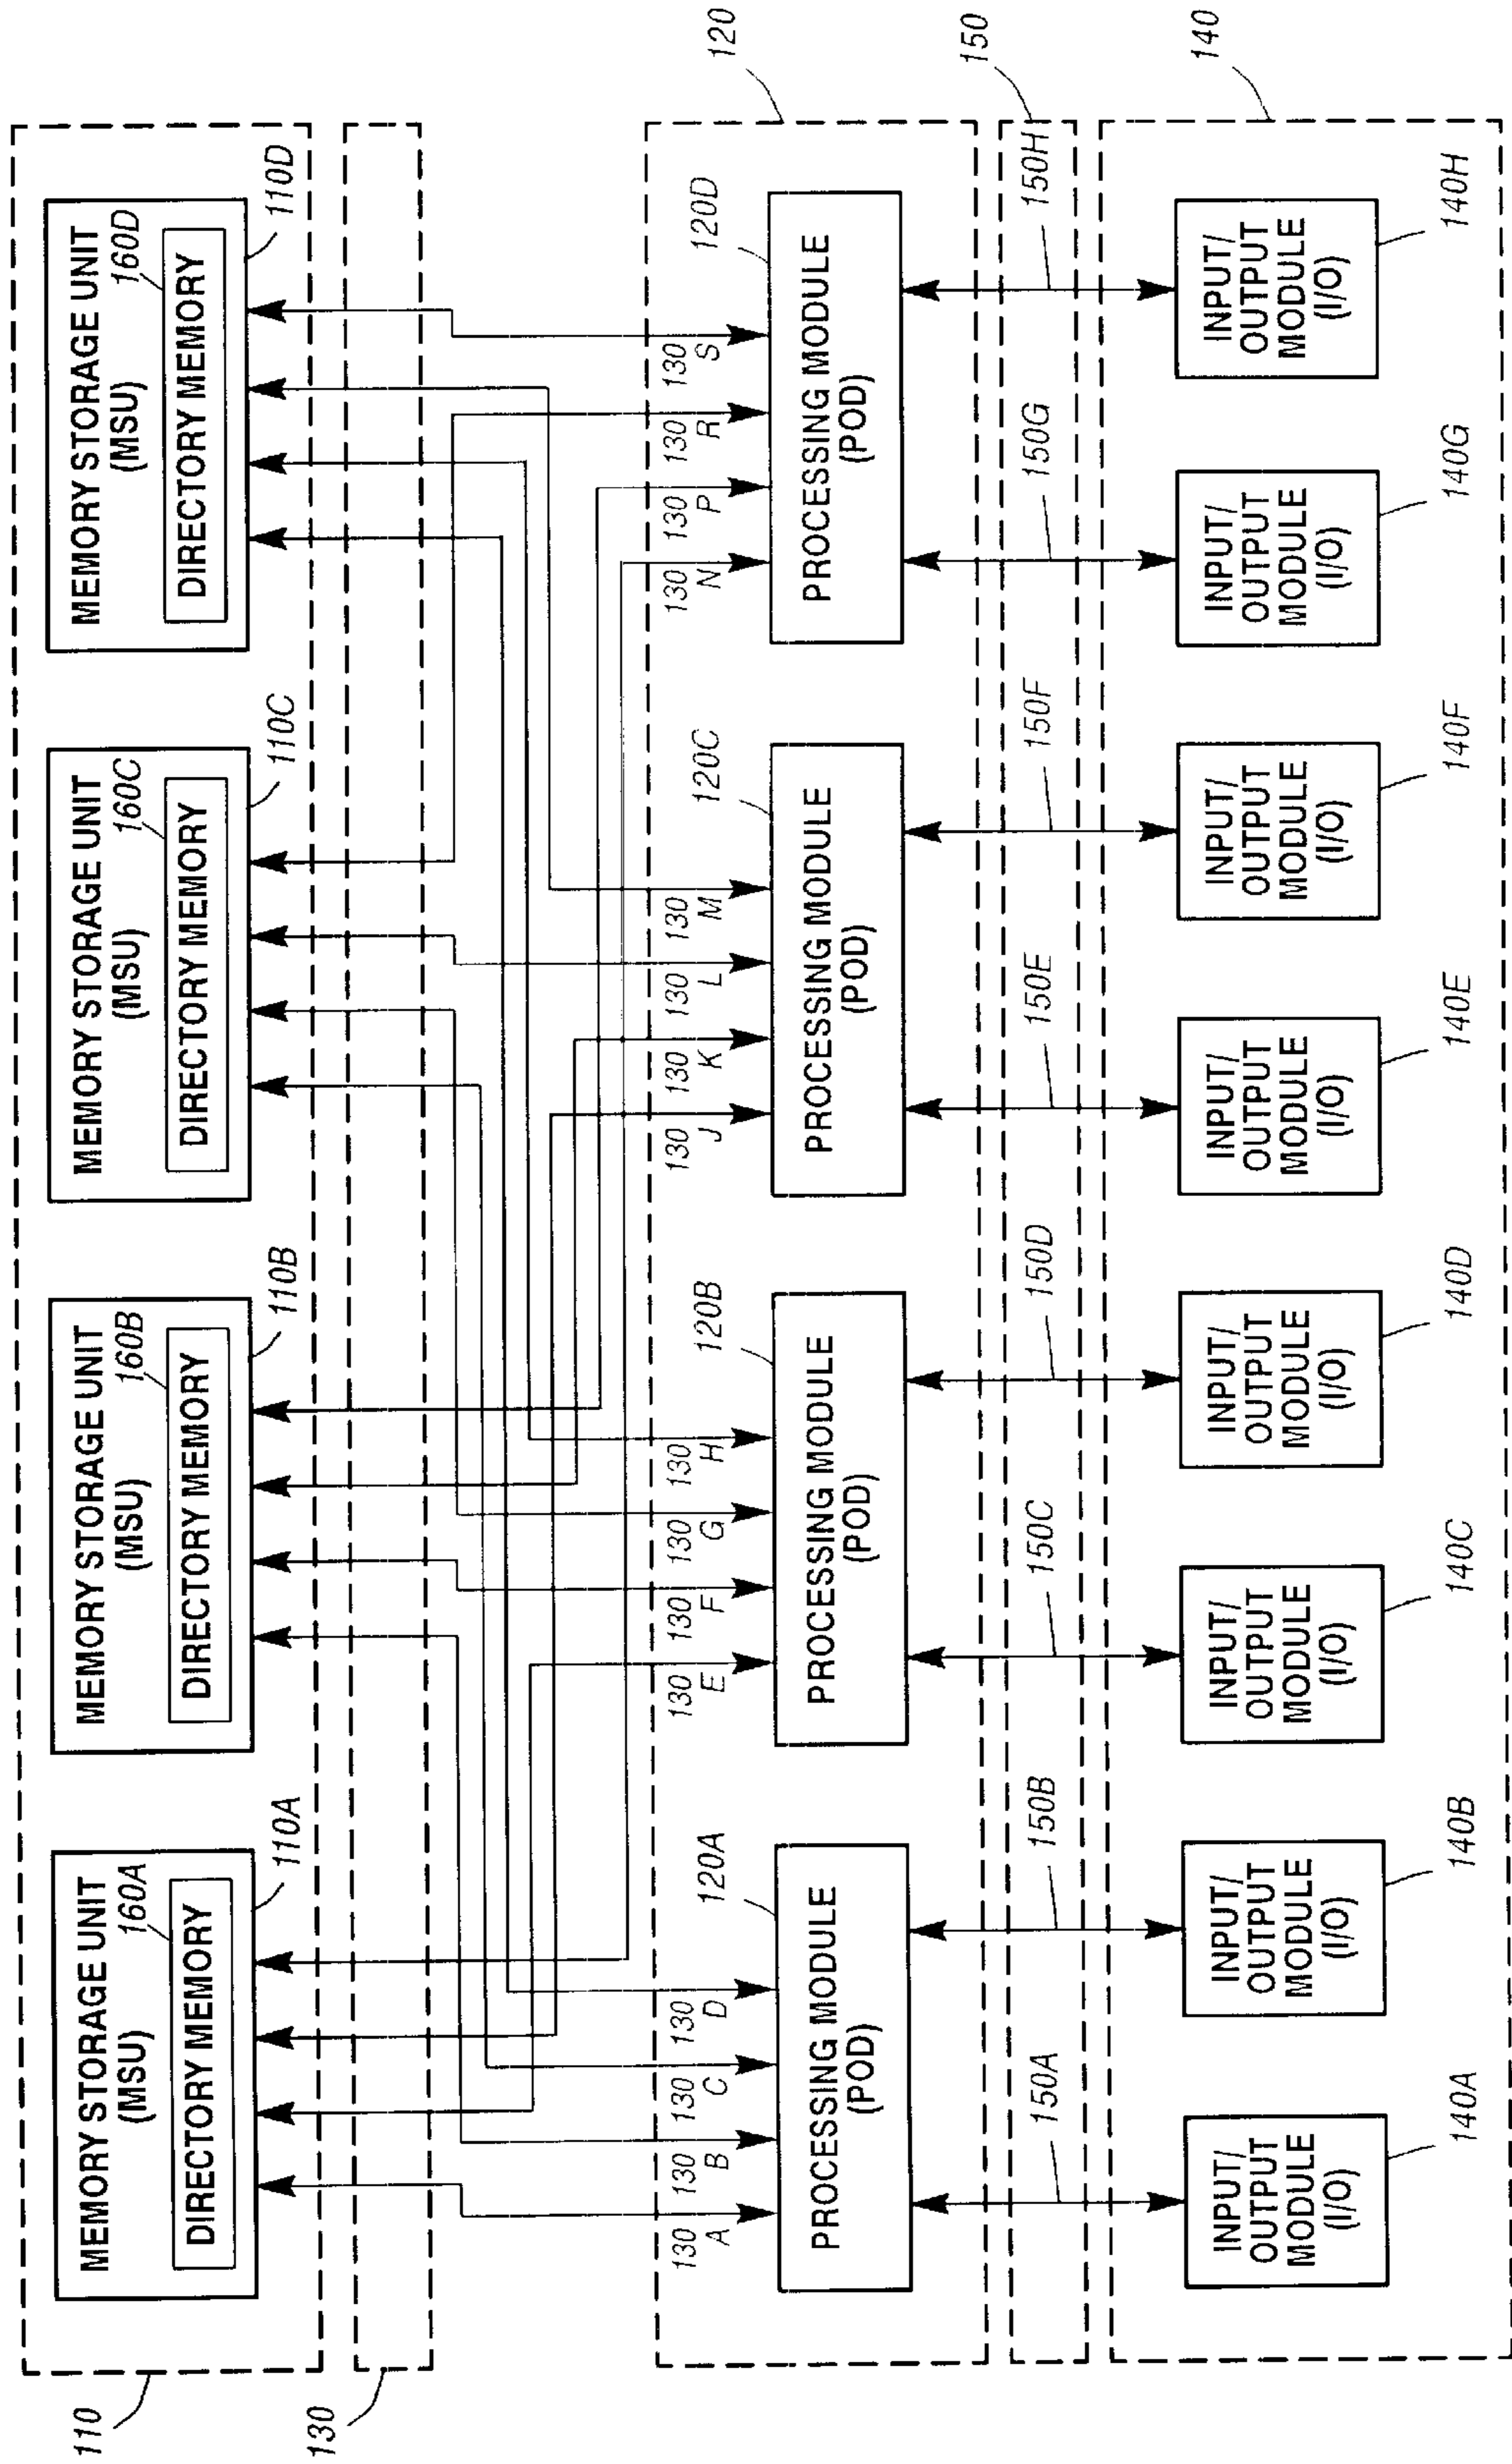 110
MEMORY STORAGE UNIT
(MSU)
160A
DIRECTORY MEMORY
110A
MEMORY STORAGE UNIT
(MSU)
160B
DIRECTORY MEMORY
110B
MEMORY STORAGE UNIT
(MSU)
160C
DIRECTORY MEMORY
110C
MEMORY STORAGE UNIT
(MSU)
160D
DIRECTORY MEMORY
110D
130
130
A
130
B
130
C
130
D
130
E
130
F
130
G
130
H
130
J
130
K
130
L
130
M
130
N
130
P
130
R
130
S
120
120A
PROCESSING MODULE
(POD)
120B
PROCESSING MODULE
(POD)
120C
PROCESSING MODULE
(POD)
120D
PROCESSING MODULE
(POD)
150A
150B
150C
150D
150E
150F
150G
150H
150
140
INPUT/
OUTPUT
MODULE
(I/O)
140A
INPUT/
OUTPUT
MODULE
(I/O)
140B
INPUT/
OUTPUT
MODULE
(I/O)
140C
INPUT/
OUTPUT
MODULE
(I/O)
140D
INPUT/
OUTPUT
MODULE
(I/O)
140E
INPUT/
OUTPUT
MODULE
(I/O)
140F
INPUT/
OUTPUT
MODULE
(I/O)
140G
INPUT/
OUTPUT
MODULE
(I/O)
140H